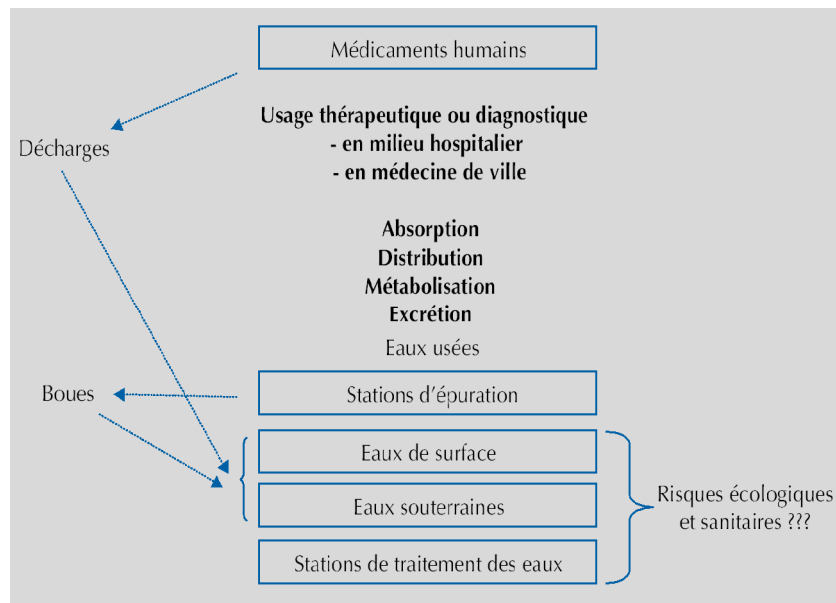 Médicaments humains
Usage thérapeutique ou diagnostique
- en milieu hospitalier
- en médecine de ville
Décharges
Absorption
Distribution
Métabolisation
Excrétion
Eaux usées
Boues
Stations d'épuration
Eaux de surface
Eaux souterraines
Risques écologiques
et sanitaires ???
Stations de traitement des eaux